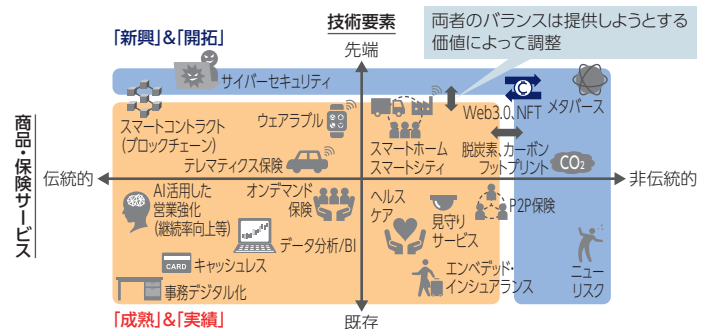 技術要素
「新興」&「開拓」
先端
両者のバランスは提供しようとする
価値によって調整
サイバーセキュリティ
C
メタバース
Web3.0、NFT
スマートコントラクト
(ブロックチェーン)
ウェアラブル
スマートホーム
スマートシティ
脱炭素、カーボン
フットプリント
CO2
テレマティクス保険
商品・保険サービス
伝統的
非伝統的
AI活用した
営業強化
(継続率向上等)
オンデマンド
保険
ヘルス
ケア
見守り
サービス
P2P保険
データ分析/BI
CARD
キャッシュレス
エンベデッド・
インシュアランス
ニュー
リスク
事務デジタル化
「成熟」&「実績」
既存